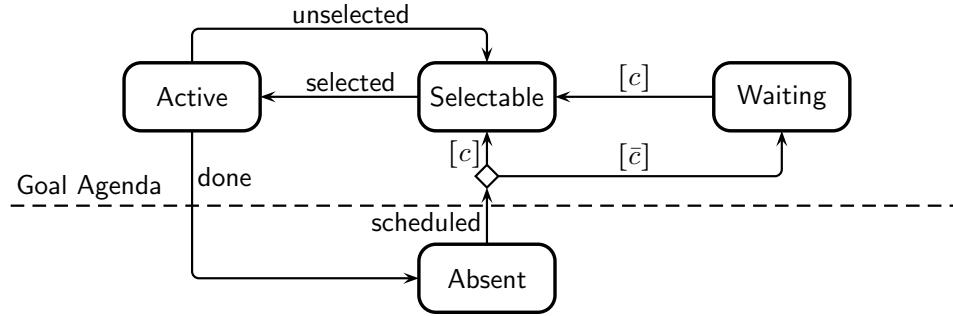 unselected
Active
selected
Selectable
[c]
Waiting
[c]
[c̄]
done
Goal Agenda
scheduled
Absent